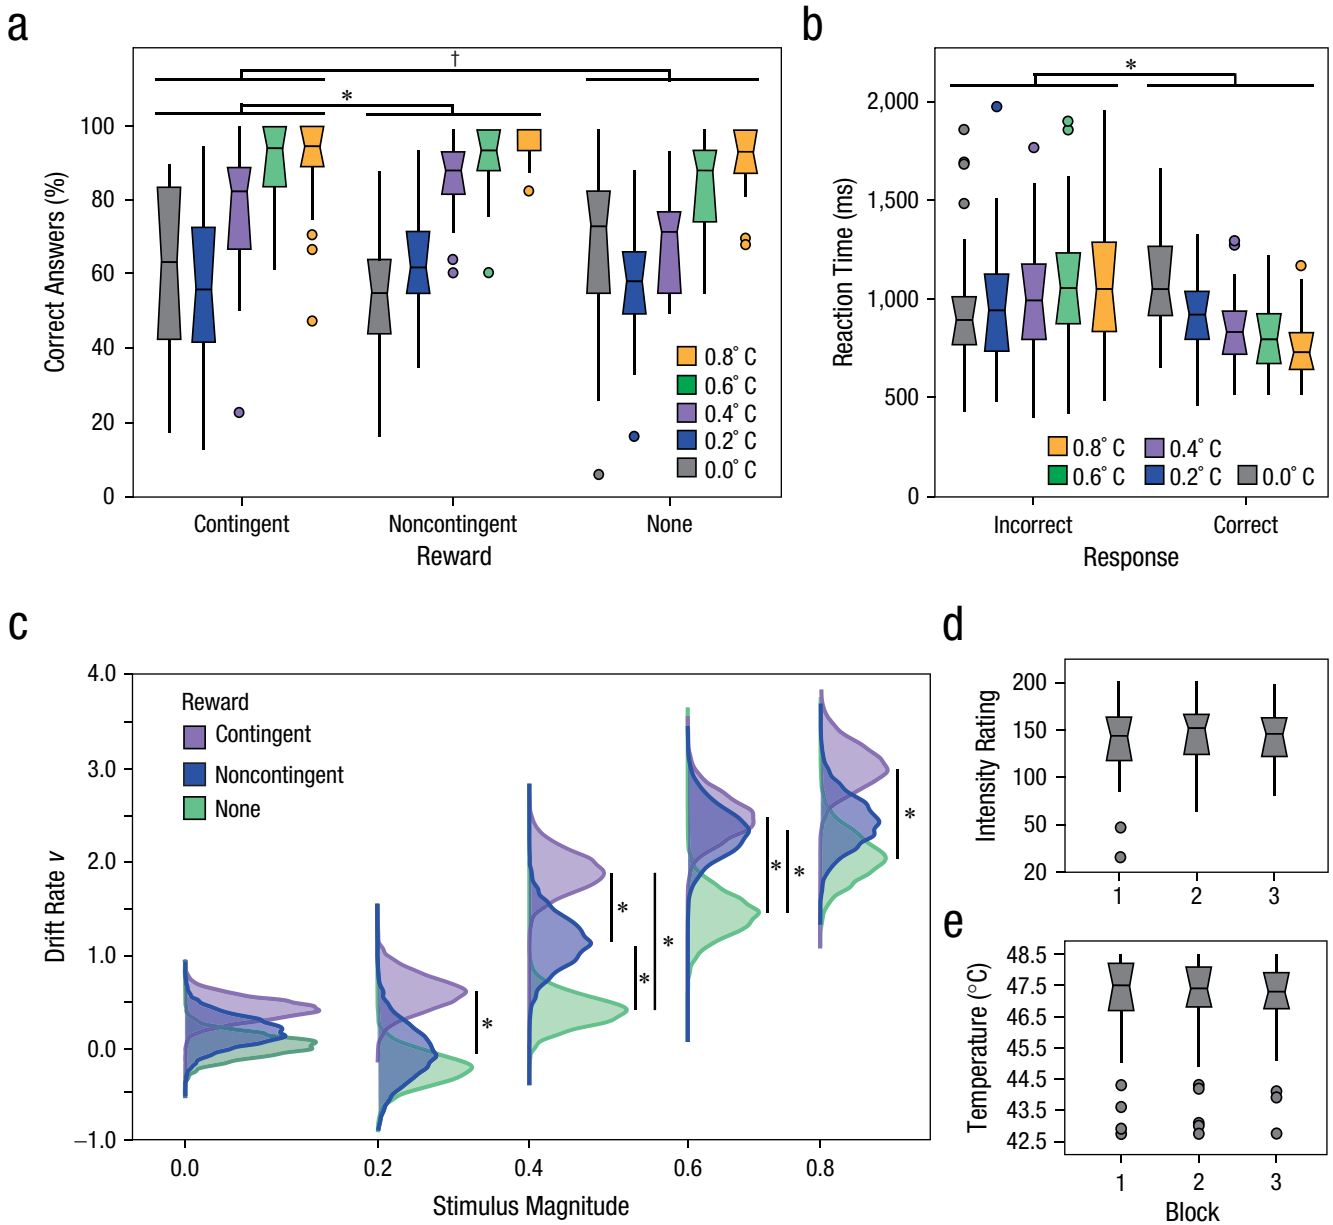 a
†
*
100
80
60
40
20
0
Correct Answers (%)
0.8° C
0.6° C
0.4° C
0.2° C
0.0° C
Contingent
Noncontingent
None
Reward
b
*
2,000
1,500
1,000
500
0
Reaction Time (ms)
0.8° C
0.4° C
0.6° C
0.2° C
0.0° C
Incorrect
Correct
Response
c
4.0
3.0
2.0
1.0
0.0
−1.0
Drift Rate v
Reward
Contingent
Noncontingent
None
*
*
*
*
*
*
*
0.0
0.2
0.4
0.6
0.8
Stimulus Magnitude
d
200
150
100
50
20
Intensity Rating
1
2
3
e
48.5
47.5
46.5
45.5
44.5
43.5
42.5
Temperature (°C)
1
2
3
Block